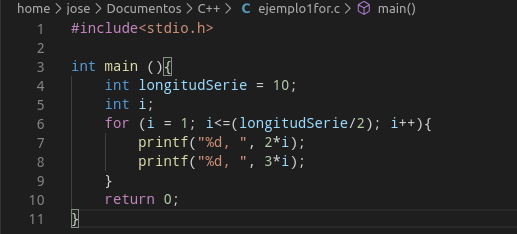 home > jose > Documentos > C++ > C ejemplo1for.c > main()
1 #include<stdio.h>
2
3 int main (){
4 int longitudSerie = 10;
5 int i;
6 for (i = 1; i<=(longitudSerie/2); i++){
7 printf("%d, ", 2*i);
8 printf("%d, ", 3*i);
9 }
10 return 0;
11 }